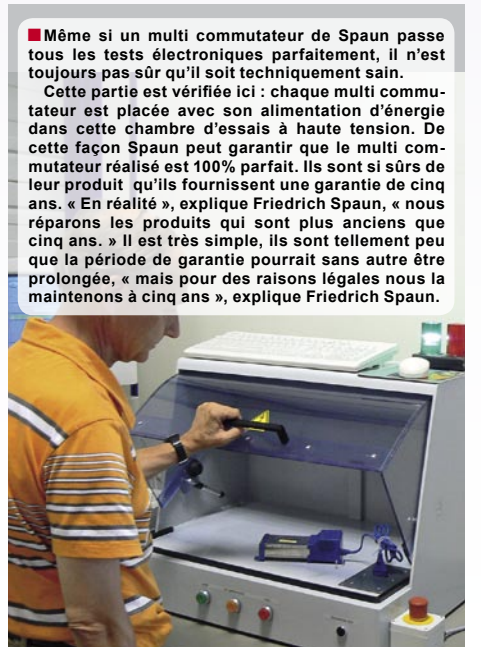 Même si un multi commutateur de Spaun passe
tous les tests électroniques parfaitement, il n'est
toujours pas sûr qu'il soit techniquement sain.
Cette partie est vérifiée ici : chaque multi commu-
tateur est placée avec son alimentation d'énergie
dans cette chambre d'essais à haute tension. De
cette façon Spaun peut garantir que le multi com-
mutateur réalisé est 100% parfait. Ils sont si sûrs de
leur produit qu'ils fournissent une garantie de cinq
ans. « En réalité », explique Friedrich Spaun, « nous
réparons les produits qui sont plus anciens que
cinq ans. » Il est très simple, ils sont tellement peu
que la période de garantie pourrait sans autre être
prolongée, « mais pour des raisons légales nous la
maintenons à cinq ans », explique Friedrich Spaun.